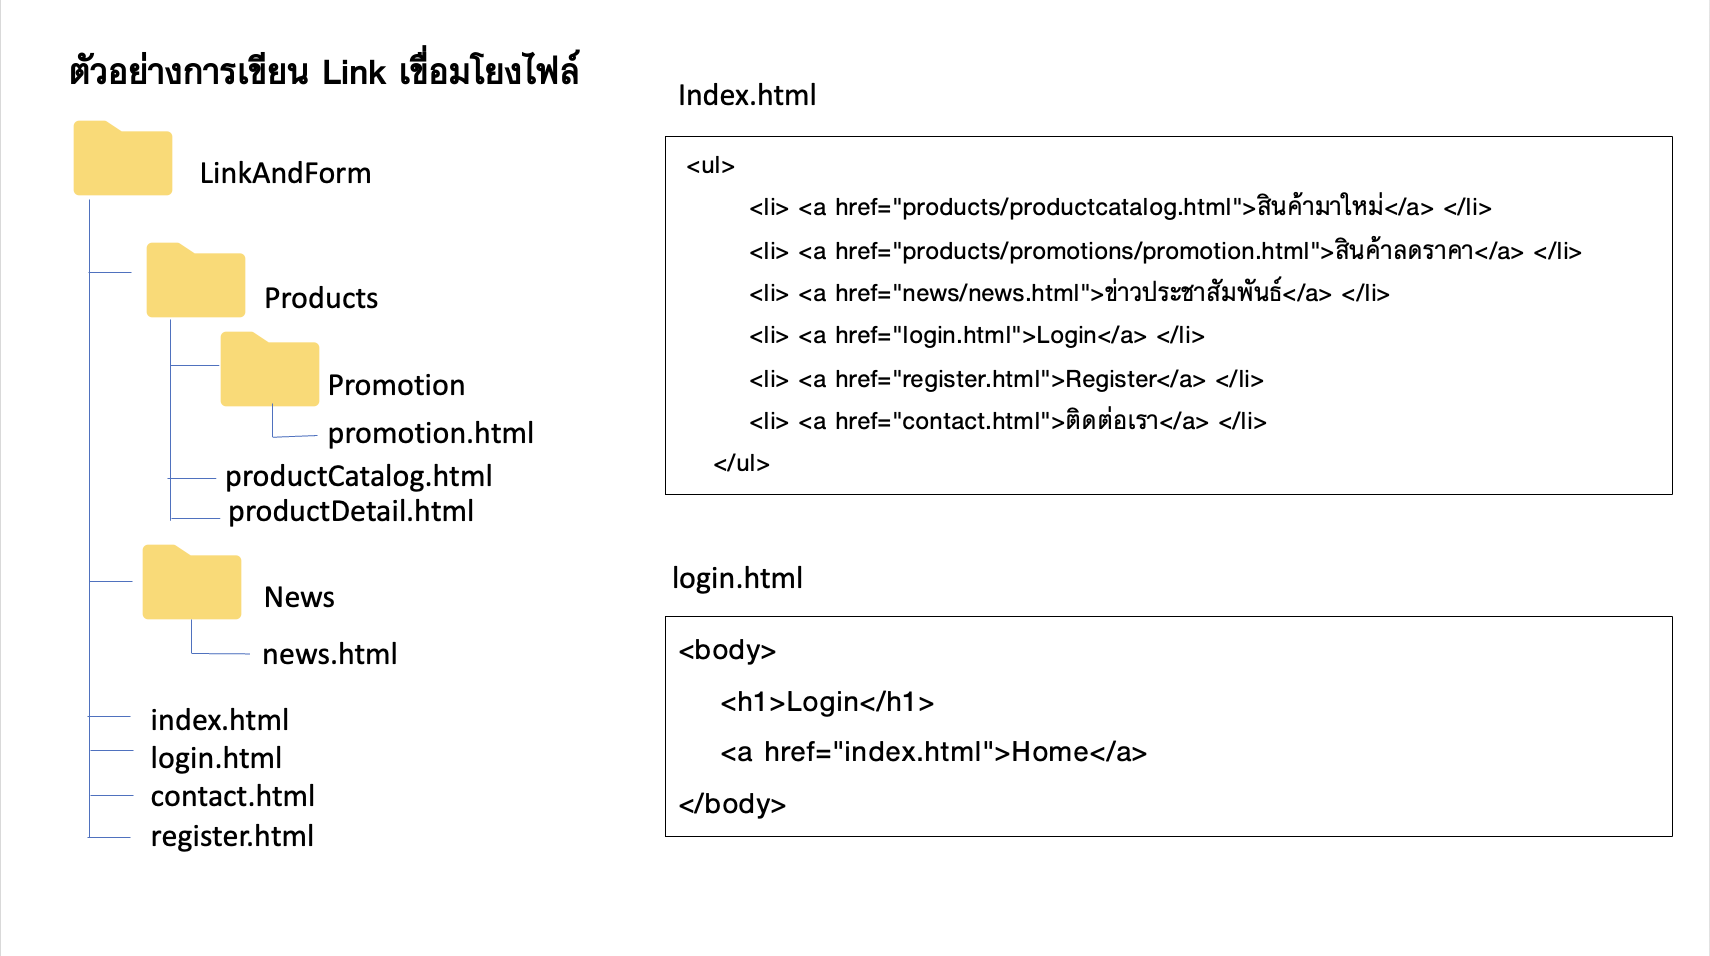 ตัวอย่างการเขียน Link เขื่อมโยงไฟล์
LinkAndForm
Products
Promotion
promotion.html
productCatalog.html
productDetail.html
News
news.html
index.html
login.html
contact.html
register.html
Index.html
<ul>
<li> <a href="products/productcatalog.html">สินค้ามาใหม่</a> </li>
<li> <a href="products/promotions/promotion.html">สินค้าลดราคา</a> </li>
<li> <a href="news/news.html">ข่าวประชาสัมพันธ์</a> </li>
<li> <a href="login.html">Login</a> </li>
<li> <a href="register.html">Register</a> </li>
<li> <a href="contact.html">ติดต่อเรา</a> </li>
</ul>
login.html
<body>
<h1>Login</h1>
<a href="index.html">Home</a>
</body>